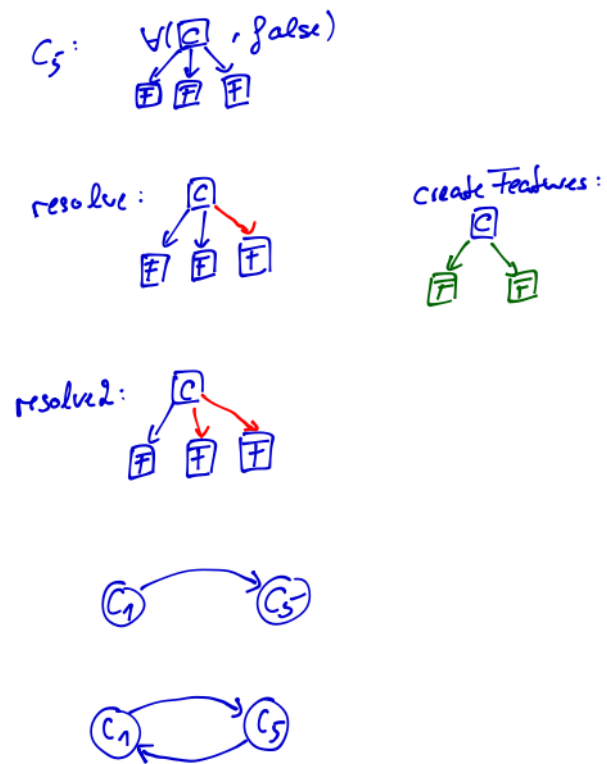 C₅: ∀( C , false)
F F F
resolve: C
F F F
createFeatures:
C
F F
resolve2: C
F F F
C₁ C₅
C₁ C₅